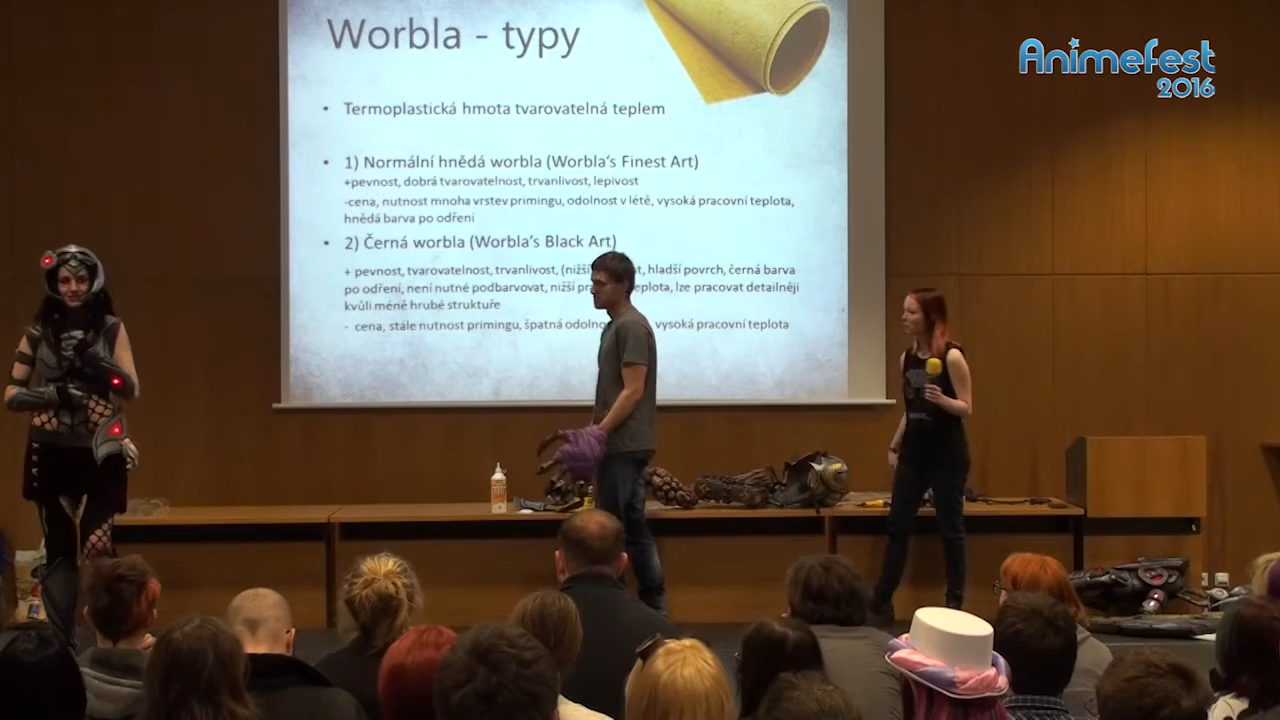 Worbla - typy
AnimeFest
2016
• Termoplastická hmota tvarovatelná teplem
• 1) Normální hnědá worbla (Worbla's Finest Art)
+pevnost, dobrá tvarovatelnost, trvanlivost, lepivost
-cena, nutnost mnoha vrstev primingu, odolnost v létě, vysoká pracovní teplota,
hnědá barva po odření
• 2) Černá worbla (Worbla's Black Art)
+ pevnost, tvarovatelnost, trvanlivost, (nižší hladší povrch, černá barva
po odření, není nutné podbarvovat, nižší teplota, lze pracovat detailněji
kvůli méně hrubé struktuře
- cena, stále nutnost primingu, špatná vysoká pracovní teplota